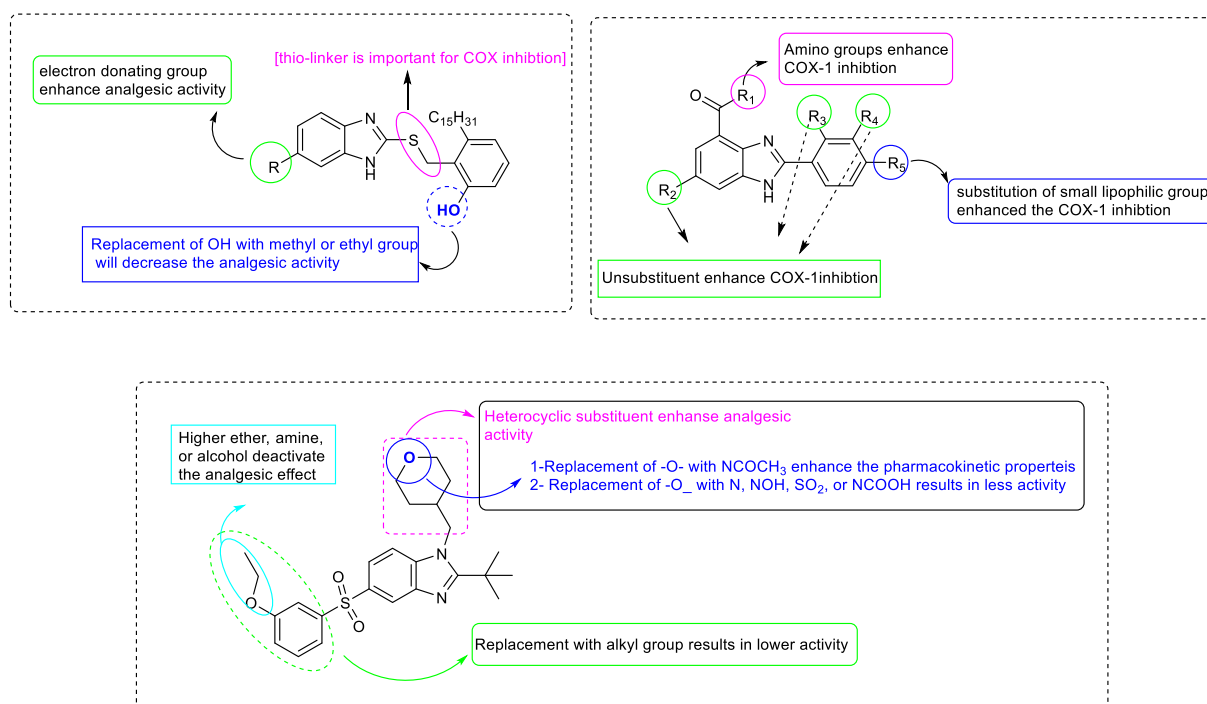 electron donating group
enhance analgesic activity
[thio-linker is important for COX inhibtion]
C15H31
N
S
N
H
R
HO
Replacement of OH with methyl or ethyl group
will decrease the analgesic activity
Amino groups enhance
COX-1 inhibtion
O
R1
R3
R4
N
R5
N
H
R2
substitution of small lipophilic group
enhanced the COX-1 inhibtion
Unsubstituent enhance COX-1inhibtion
Higher ether, amine,
or alcohol deactivate
the analgesic effect
Heterocyclic substituent enhanse analgesic
activity
1-Replacement of -O- with NCOCH3 enhance the pharmacokinetic properteis
2- Replacement of -O_ with N, NOH, SO2, or NCOOH results in less activity
O
N
N
O
S
O
O
Replacement with alkyl group results in lower activity